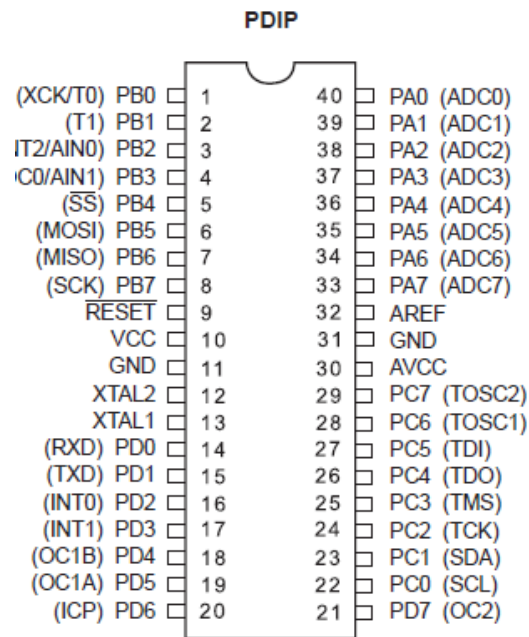 PDIP
(XCK/T0) PB0 1 40 PA0 (ADC0)
(T1) PB1 2 39 PA1 (ADC1)
NT2/AIN0) PB2 3 38 PA2 (ADC2)
C0/AIN1) PB3 4 37 PA3 (ADC3)
(SS) PB4 5 36 PA4 (ADC4)
(MOSI) PB5 6 35 PA5 (ADC5)
(MISO) PB6 7 34 PA6 (ADC6)
(SCK) PB7 8 33 PA7 (ADC7)
RESET 9 32 AREF
VCC 10 31 GND
GND 11 30 AVCC
XTAL2 12 29 PC7 (TOSC2)
XTAL1 13 28 PC6 (TOSC1)
(RXD) PD0 14 27 PC5 (TDI)
(TXD) PD1 15 26 PC4 (TDO)
(INT0) PD2 16 25 PC3 (TMS)
(INT1) PD3 17 24 PC2 (TCK)
(OC1B) PD4 18 23 PC1 (SDA)
(OC1A) PD5 19 22 PC0 (SCL)
(ICP) PD6 20 21 PD7 (OC2)